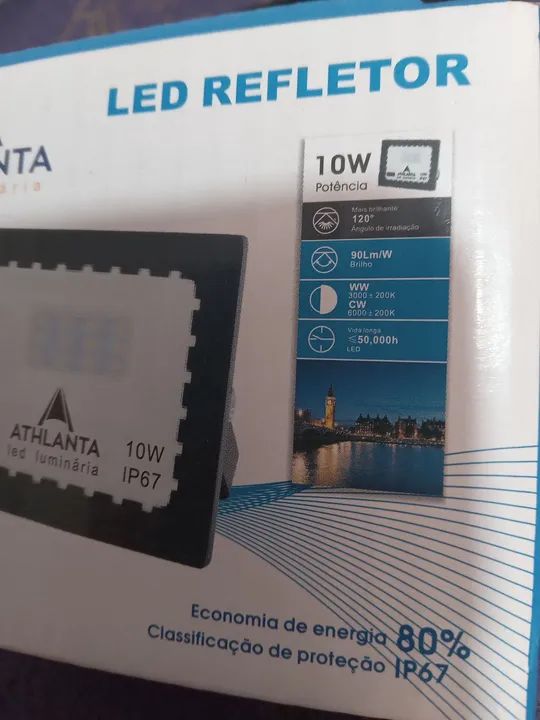 LED REFLETOR
NTA
10W
Potência
Mais brilhante
120°
Ângulo de irradiação
90Lm/W
Brilho
WW
3000 ± 200K
CW
6000 ± 200K
Vida longa
≤50,000h
LED
ATHLANTA
led luminária
10W
IP67
Economia de energia 80%
Classificação de proteção IP67